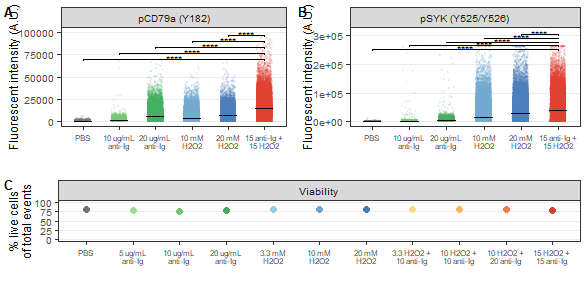 A
pCD79a (Y182)
Fluorescent intensity (A.U.)
100000
75000
50000
25000
0
****
****
****
****
****
PBS
10 ug/mL
anti-Ig
20 ug/mL
anti-Ig
10 mM
H2O2
20 mM
H2O2
15 anti-Ig +
15 H2O2
B
pSYK (Y525/Y526)
Fluorescent intensity (A.U.)
3e+05
2e+05
1e+05
0e+00
****
****
****
****
****
PBS
10 ug/mL
anti-Ig
20 ug/mL
anti-Ig
10 mM
H2O2
20 mM
H2O2
15 anti-Ig +
15 H2O2
C
Viability
% live cells
of total events
100
75
50
25
0
PBS
5 ug/mL
anti-Ig
10 ug/mL
anti-Ig
20 ug/mL
anti-Ig
3.3 mM
H2O2
10 mM
H2O2
20 mM
H2O2
3.3 H2O2 +
10 anti-Ig
10 H2O2 +
10 anti-Ig
10 H2O2 +
20 anti-Ig
15 H2O2 +
15 anti-Ig